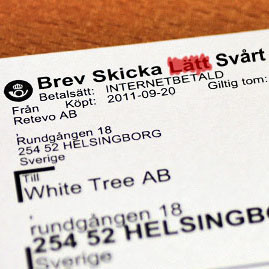 Brev Skicka Lätt Svårt
Betalsätt: INTERNETBETALD
Från Köpt: 2011-09-20 Giltig tom:
Retevo AB
.
Rundgången 18
254 52 HELSINGBORG
Sverige
Till
White Tree AB
.
rundgången 18
254 52 HELSINGBO
Sverige